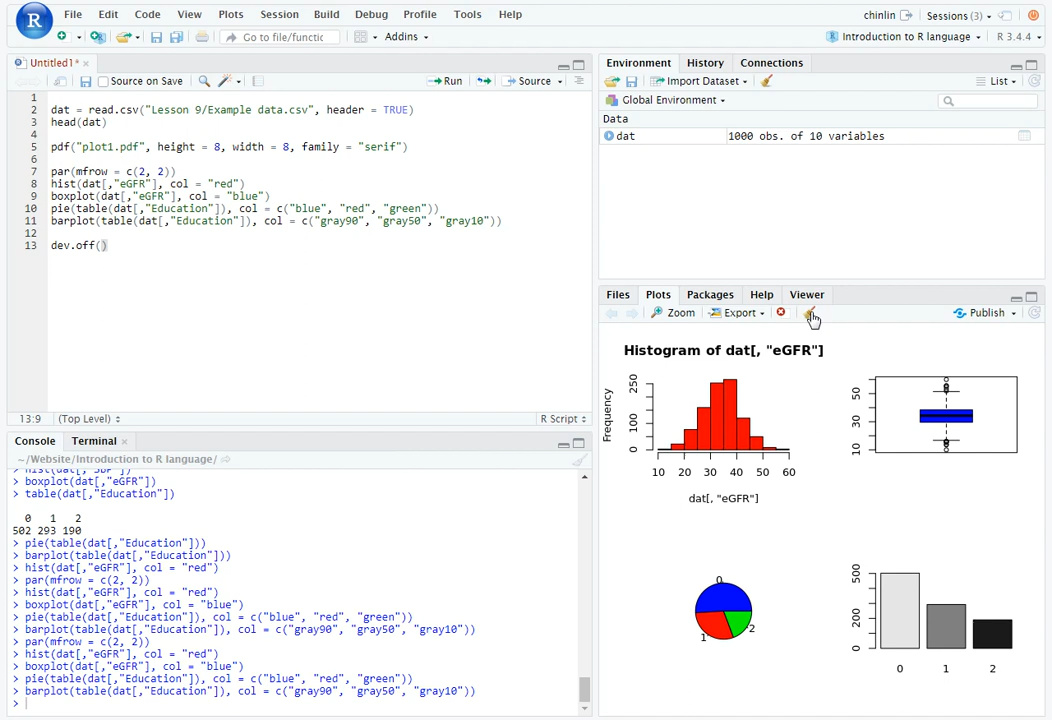 R File Edit Code View Plots Session Build Debug Profile Tools Help chinlin Sessions (3)
Go to file/functic Addins R Introduction to R language R 3.4.4
Untitled1* ×
Source on Save Run Source
1
2 dat = read.csv("Lesson 9/Example data.csv", header = TRUE)
3 head(dat)
4
5 pdf("plot1.pdf", height = 8, width = 8, family = "serif")
6
7 par(mfrow = c(2, 2))
8 hist(dat[,"eGFR"], col = "red")
9 boxplot(dat[,"eGFR"], col = "blue")
10 pie(table(dat[,"Education"]), col = c("blue", "red", "green"))
11 barplot(table(dat[,"Education"]), col = c("gray90", "gray50", "gray10"))
12
13 dev.off()
13:9 (Top Level) R Script
Console Terminal ×
~/Website/Introduction to R language/
> hist(dat[,"SBP"])
> boxplot(dat[,"eGFR"])
> table(dat[,"Education"])
0 1 2
502 293 190
> pie(table(dat[,"Education"]))
> barplot(table(dat[,"Education"]))
> hist(dat[,"eGFR"], col = "red")
> par(mfrow = c(2, 2))
> hist(dat[,"eGFR"], col = "red")
> boxplot(dat[,"eGFR"], col = "blue")
> pie(table(dat[,"Education"]), col = c("blue", "red", "green"))
> barplot(table(dat[,"Education"]), col = c("gray90", "gray50", "gray10"))
> par(mfrow = c(2, 2))
> hist(dat[,"eGFR"], col = "red")
> boxplot(dat[,"eGFR"], col = "blue")
> pie(table(dat[,"Education"]), col = c("blue", "red", "green"))
> barplot(table(dat[,"Education"]), col = c("gray90", "gray50", "gray10"))
>
Environment History Connections
Import Dataset List
Global Environment
Data
dat 1000 obs. of 10 variables
Files Plots Packages Help Viewer
Zoom Export Publish
Histogram of dat[, "eGFR"]
Frequency
250
100
0
10 20 30 40 50 60
dat[, "eGFR"]
50
30
10
0
1
2
500
200
0
0 1 2